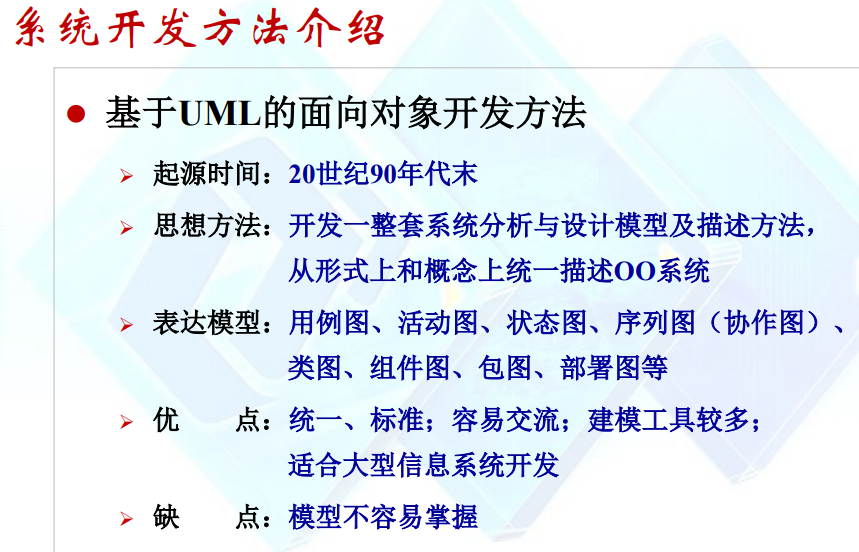 系统开发方法介绍
基于UML的面向对象开发方法
起源时间：20世纪90年代末
思想方法：开发一整套系统分析与设计模型及描述方法，
从形式上和概念上统一描述OO系统
表达模型：用例图、活动图、状态图、序列图（协作图）、
类图、组件图、包图、部署图等
优 点：统一、标准；容易交流；建模工具较多；
适合大型信息系统开发
缺 点：模型不容易掌握